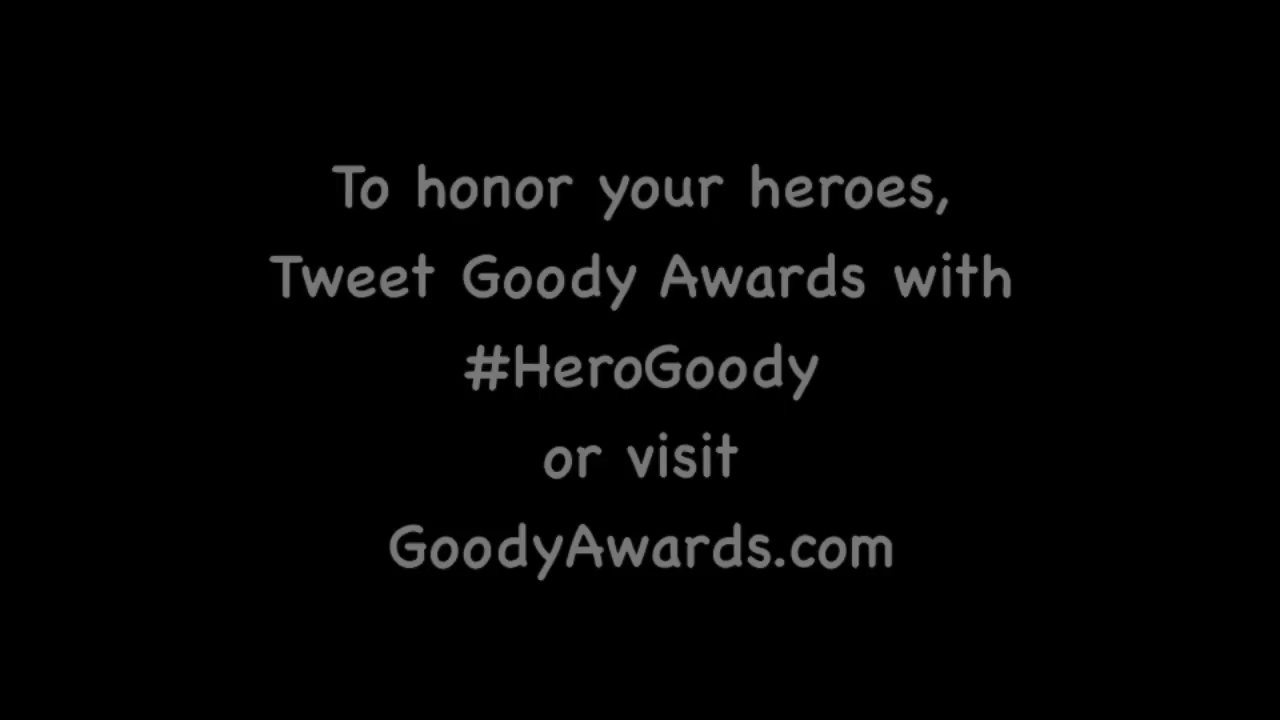 To honor your heroes,
Tweet Goody Awards with
#HeroGoody
or visit
GoodyAwards.com